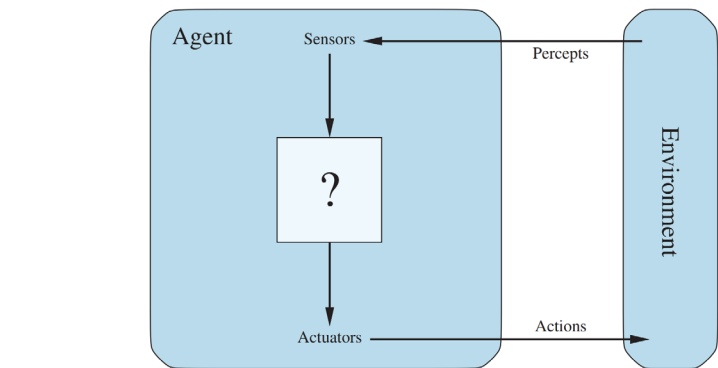 Agent
Sensors
Percepts
Environment
?
Actuators
Actions